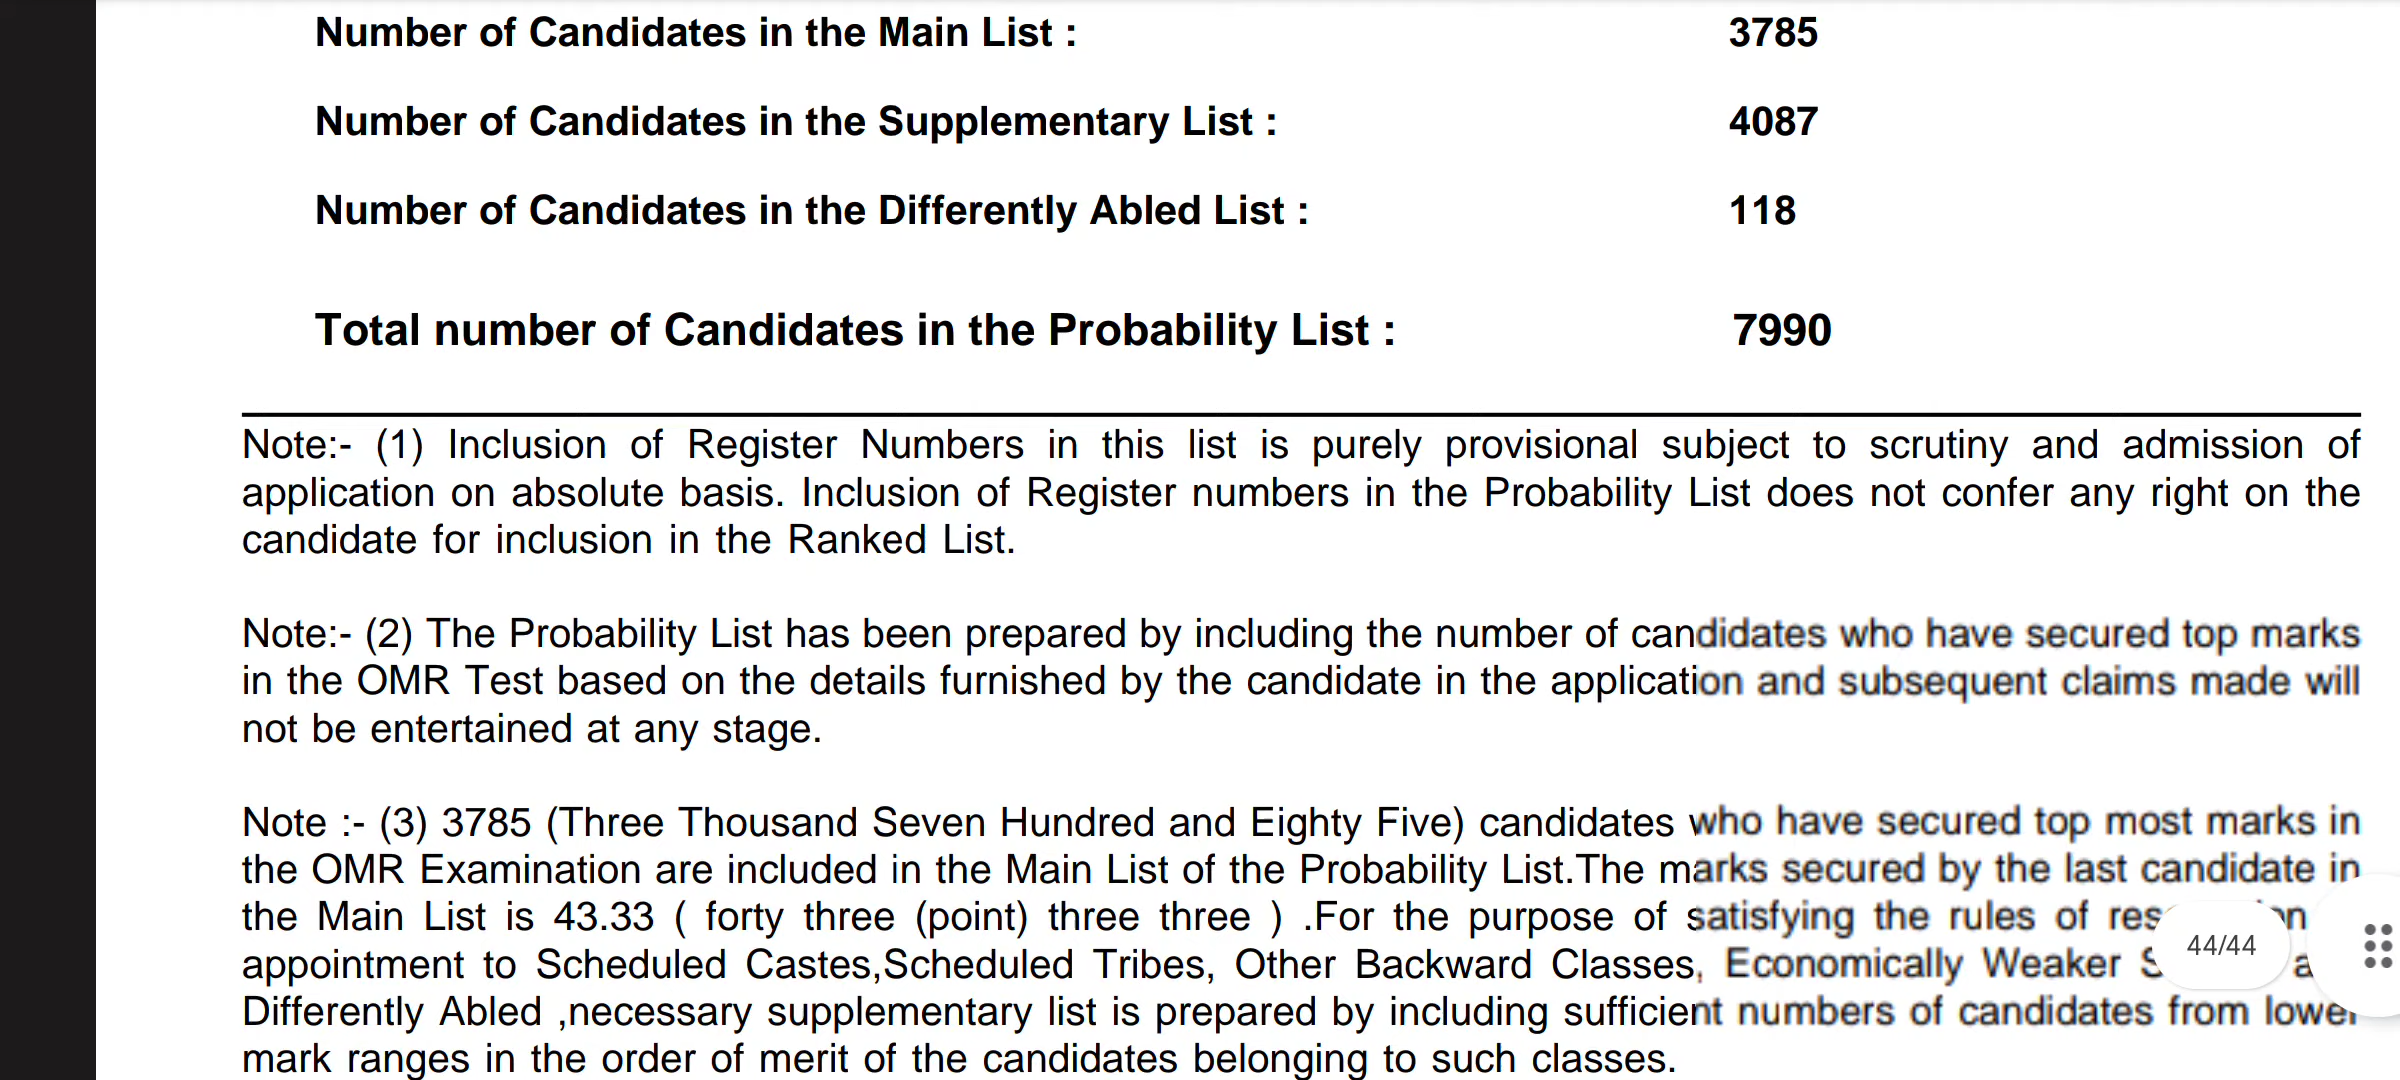 Number of Candidates in the Main List : 3785
Number of Candidates in the Supplementary List : 4087
Number of Candidates in the Differently Abled List : 118
Total number of Candidates in the Probability List : 7990
Note:- (1) Inclusion of Register Numbers in this list is purely provisional subject to scrutiny and admission of
application on absolute basis. Inclusion of Register numbers in the Probability List does not confer any right on the
candidate for inclusion in the Ranked List.
Note:- (2) The Probability List has been prepared by including the number of candidates who have secured top marks
in the OMR Test based on the details furnished by the candidate in the application and subsequent claims made will
not be entertained at any stage.
Note :- (3) 3785 (Three Thousand Seven Hundred and Eighty Five) candidates who have secured top most marks in
the OMR Examination are included in the Main List of the Probability List.The marks secured by the last candidate in
the Main List is 43.33 ( forty three (point) three three ) .For the purpose of satisfying the rules of
appointment to Scheduled Castes,Scheduled Tribes, Other Backward Classes, Economically Weaker
44/44
Differently Abled ,necessary supplementary list is prepared by including sufficient numbers of candidates from lower
mark ranges in the order of merit of the candidates belonging to such classes.